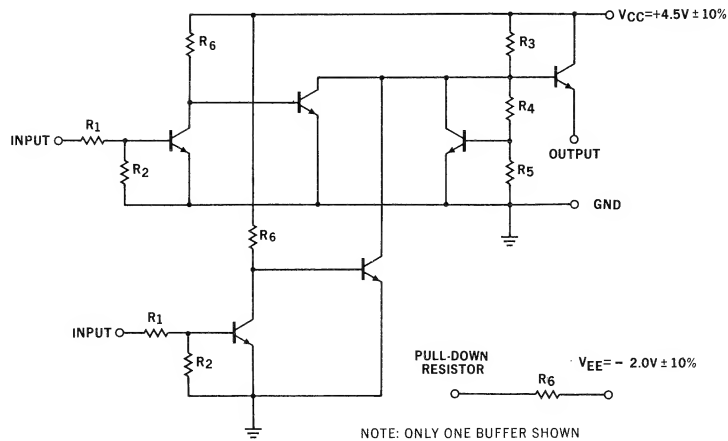 VCC=+4.5V ± 10%
R6
R3
R4
R1
INPUT
R2
OUTPUT
R5
GND
R6
R1
INPUT
R2
PULL-DOWN
RESISTOR
VEE= − 2.0V ± 10%
R6
NOTE: ONLY ONE BUFFER SHOWN